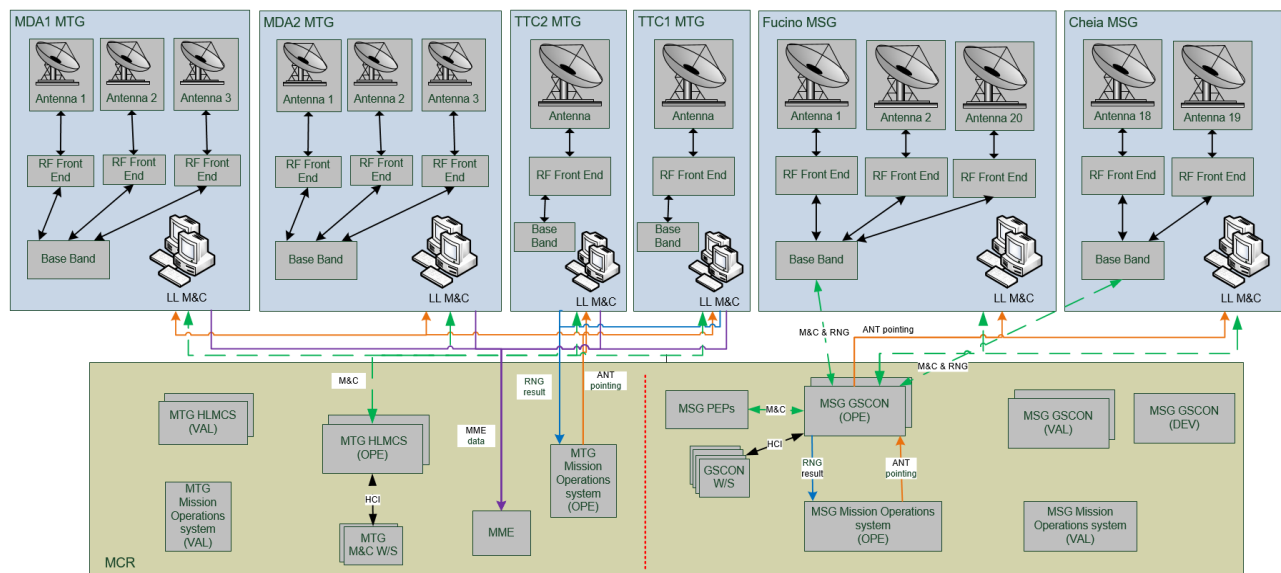 MDA1 MTG
Antenna 1
Antenna 2
Antenna 3
RF Front
End
RF Front
End
RF Front
End
Base Band
LL M&C
MDA2 MTG
Antenna 1
Antenna 2
Antenna 3
RF Front
End
RF Front
End
RF Front
End
Base Band
LL M&C
TTC2 MTG
Antenna
RF Front End
Base
Band
LL M&C
TTC1 MTG
Antenna
RF Front End
Base
Band
LL M&C
Fucino MSG
Antenna 1
Antenna 2
Antenna 20
RF Front End
RF Front End
RF Front End
Base Band
LL M&C
Cheia MSG
Antenna 18
Antenna 19
RF Front End
RF Front End
Base Band
LL M&C
M&C
RNG
result
ANT
pointing
MME
data
M&C & RNG
ANT pointing
M&C & RNG
MTG HLMCS
(VAL)
MTG HLMCS
(OPE)
HCI
MTG
M&C W/S
MTG
Mission
Operations
system
(VAL)
MME
MTG
Mission
Operations
system
(OPE)
MCR
MSG PEPs
M&C
MSG GSCON
(OPE)
HCI
GSCON
W/S
RNG
result
ANT
pointing
MSG Mission Operations
system
(OPE)
MSG GSCON
(VAL)
MSG GSCON
(DEV)
MSG Mission
Operations system
(VAL)